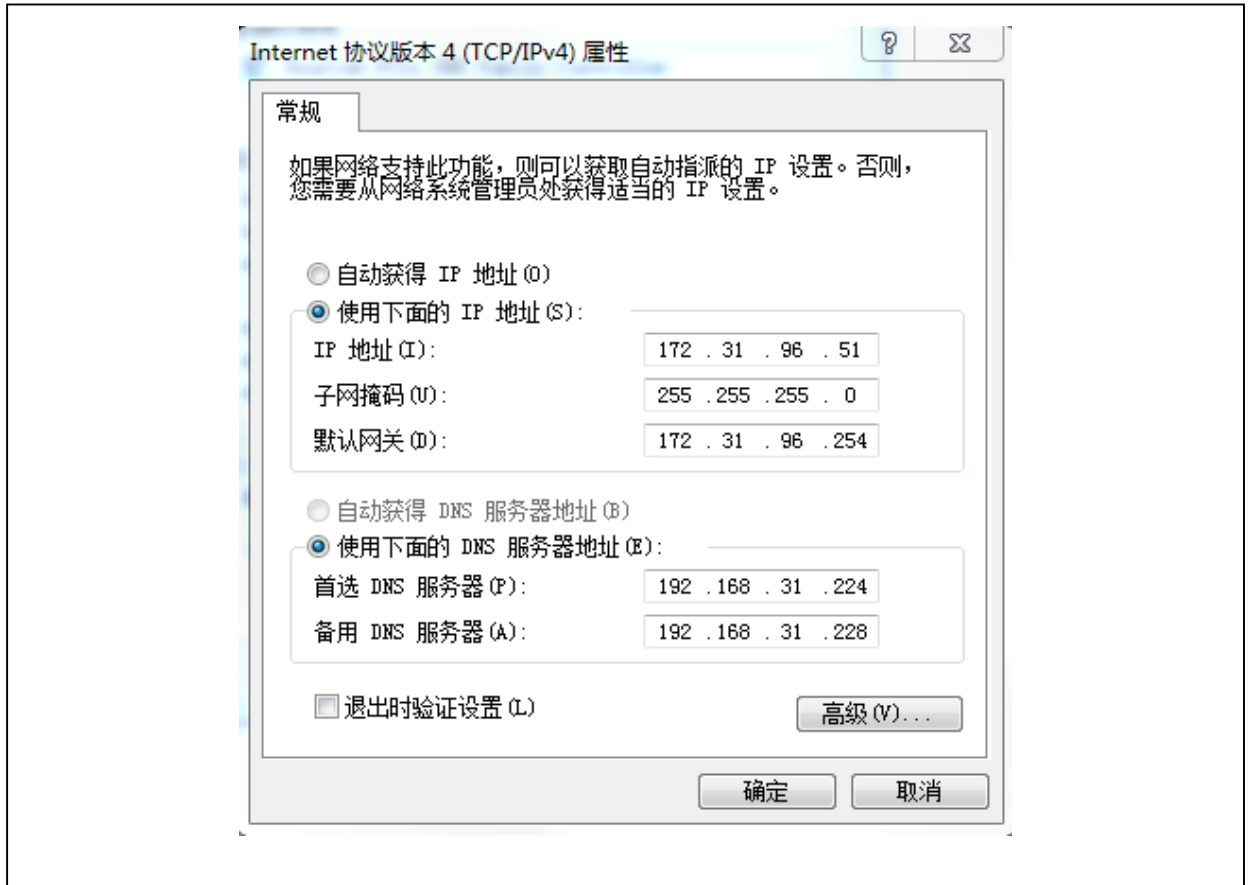 Internet 协议版本 4 (TCP/IPv4) 属性
常规
如果网络支持此功能，则可以获取自动指派的 IP 设置。否则，
您需要从网络系统管理员处获得适当的 IP 设置。
自动获得 IP 地址(O)
使用下面的 IP 地址(S):
IP 地址(I): 172 . 31 . 96 . 51
子网掩码(U): 255 . 255 . 255 . 0
默认网关(D): 172 . 31 . 96 . 254
自动获得 DNS 服务器地址(B)
使用下面的 DNS 服务器地址(E):
首选 DNS 服务器(P): 192 . 168 . 31 . 224
备用 DNS 服务器(A): 192 . 168 . 31 . 228
退出时验证设置(L)
高级(V)...
确定 取消